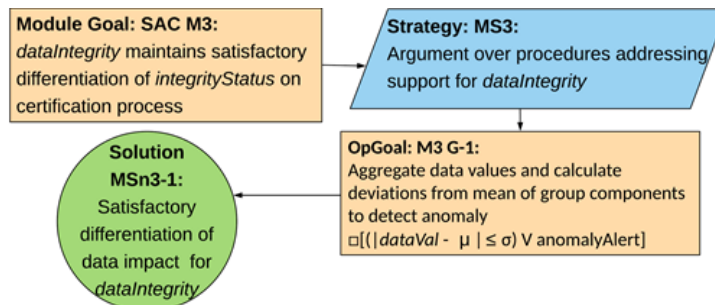 Module Goal: SAC M3:
dataIntegrity maintains satisfactory
differentiation of integrityStatus on
certification process
Strategy: MS3:
Argument over procedures addressing
support for dataIntegrity
OpGoal: M3 G-1:
Aggregate data values and calculate
deviations from mean of group components
to detect anomaly
□[(|dataVal - μ | ≤ σ) V anomalyAlert]
Solution
MSn3-1:
Satisfactory
differentiation of
data impact for
dataIntegrity